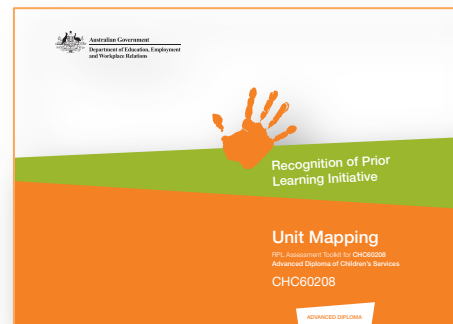 Australian Government
Department of Education, Employment
and Workplace Relations
Recognition of Prior
Learning Initiative
Unit Mapping
RPL Assessment Toolkit for CHC60208
Advanced Diploma of Children's Services
CHC60208
ADVANCED DIPLOMA